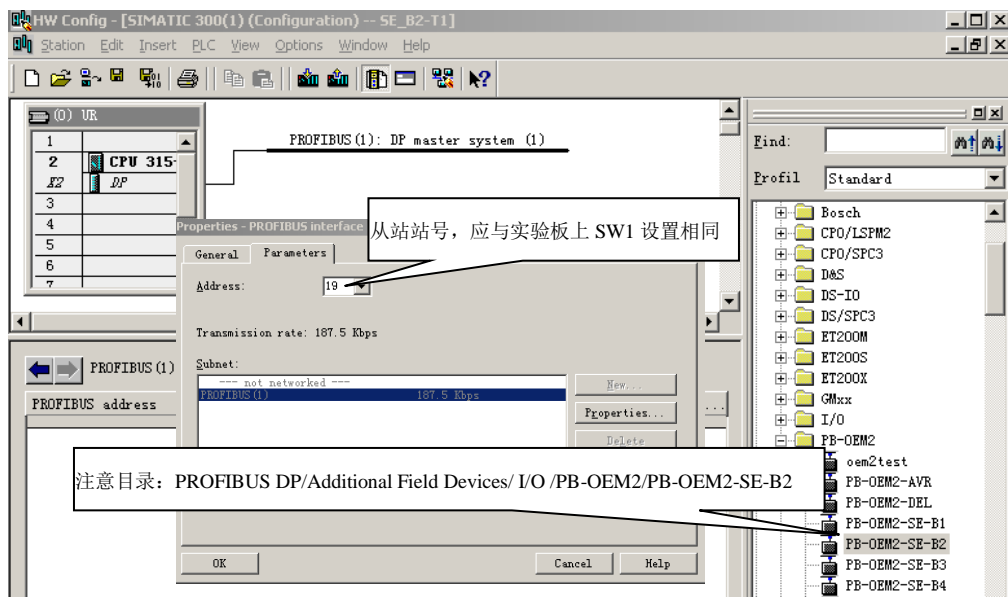 HW Config - [SIMATIC 300(1) (Configuration) -- SE_B2-T1]
Station Edit Insert PLC View Options Window Help
(0) UR
1
2 CPU 315-
X2 DP
3
4
5
6
7
PROFIBUS(1): DP master system (1)
Properties - PROFIBUS interface
General Parameters
Address: 19
Transmission rate: 187.5 Kbps
Subnet:
--- not networked ---
PROFIBUS(1) 187.5 Kbps
New...
Properties...
Delete
OK Cancel Help
从站站号，应与实验板上 SW1 设置相同
注意目录：PROFIBUS DP/Additional Field Devices/ I/O /PB-OEM2/PB-OEM2-SE-B2
PROFIBUS(1)
PROFIBUS address
...
Find:
Profil Standard
Bosch
CP0/LSPM2
CP0/SPC3
D&S
DS-IO
DS/SPC3
ET200M
ET200S
ET200X
GMxx
I/O
PB-OEM2
oem2test
PB-OEM2-AVR
PB-OEM2-DEL
PB-OEM2-SE-B1
PB-OEM2-SE-B2
PB-OEM2-SE-B3
PB-OEM2-SE-B4